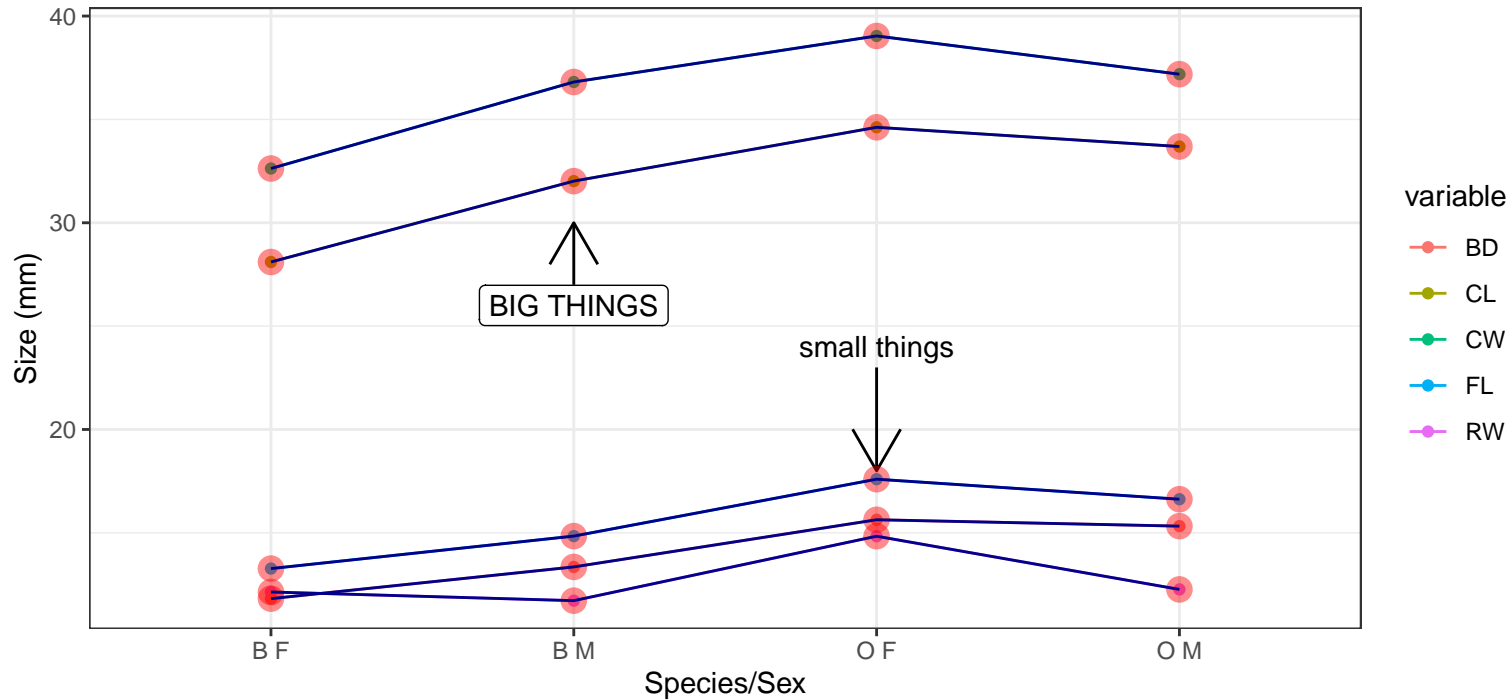 40
30
20
Size (mm)
BIG THINGS
small things
B F
B M
O F
O M
Species/Sex
variable
BD
CL
CW
FL
RW